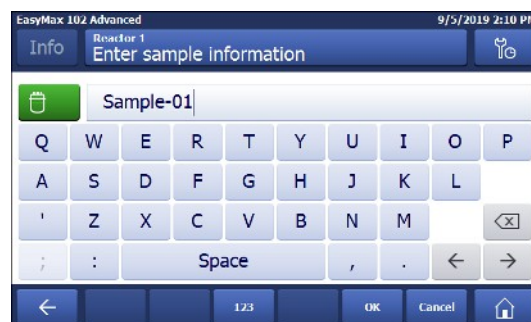 EasyMax 102 Advanced 9/5/2019 2:10 PM
Info
Reactor 1
Enter sample information
Sample-01
Q W E R T Y U I O P
A S D F G H J K L
' Z X C V B N M
; : Space , .
123 OK Cancel